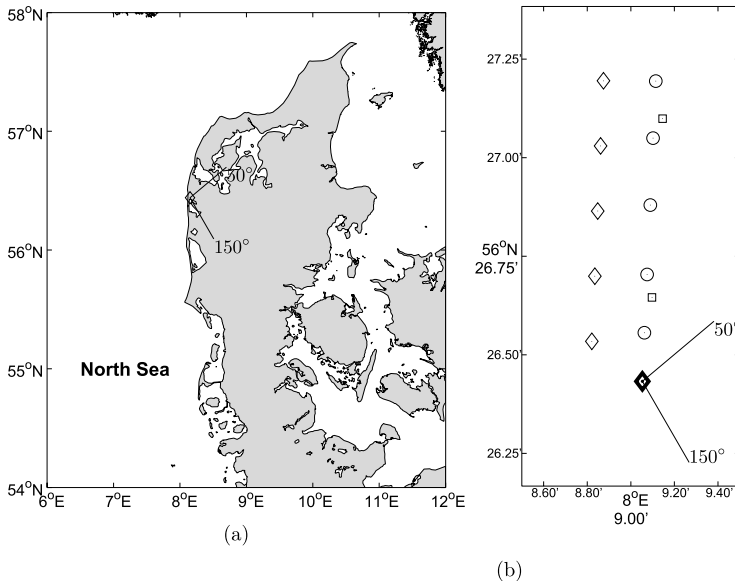 58°N
57°N
56°N
55°N
54°N
6°E 7°E 8°E 9°E 10°E 11°E 12°E
50°
150°
North Sea
(a)
27.25'
27.00'
56°N
26.75'
26.50'
26.25'
50°
150°
8.60' 8.80' 8°E 9.20' 9.40'
9.00'
(b)